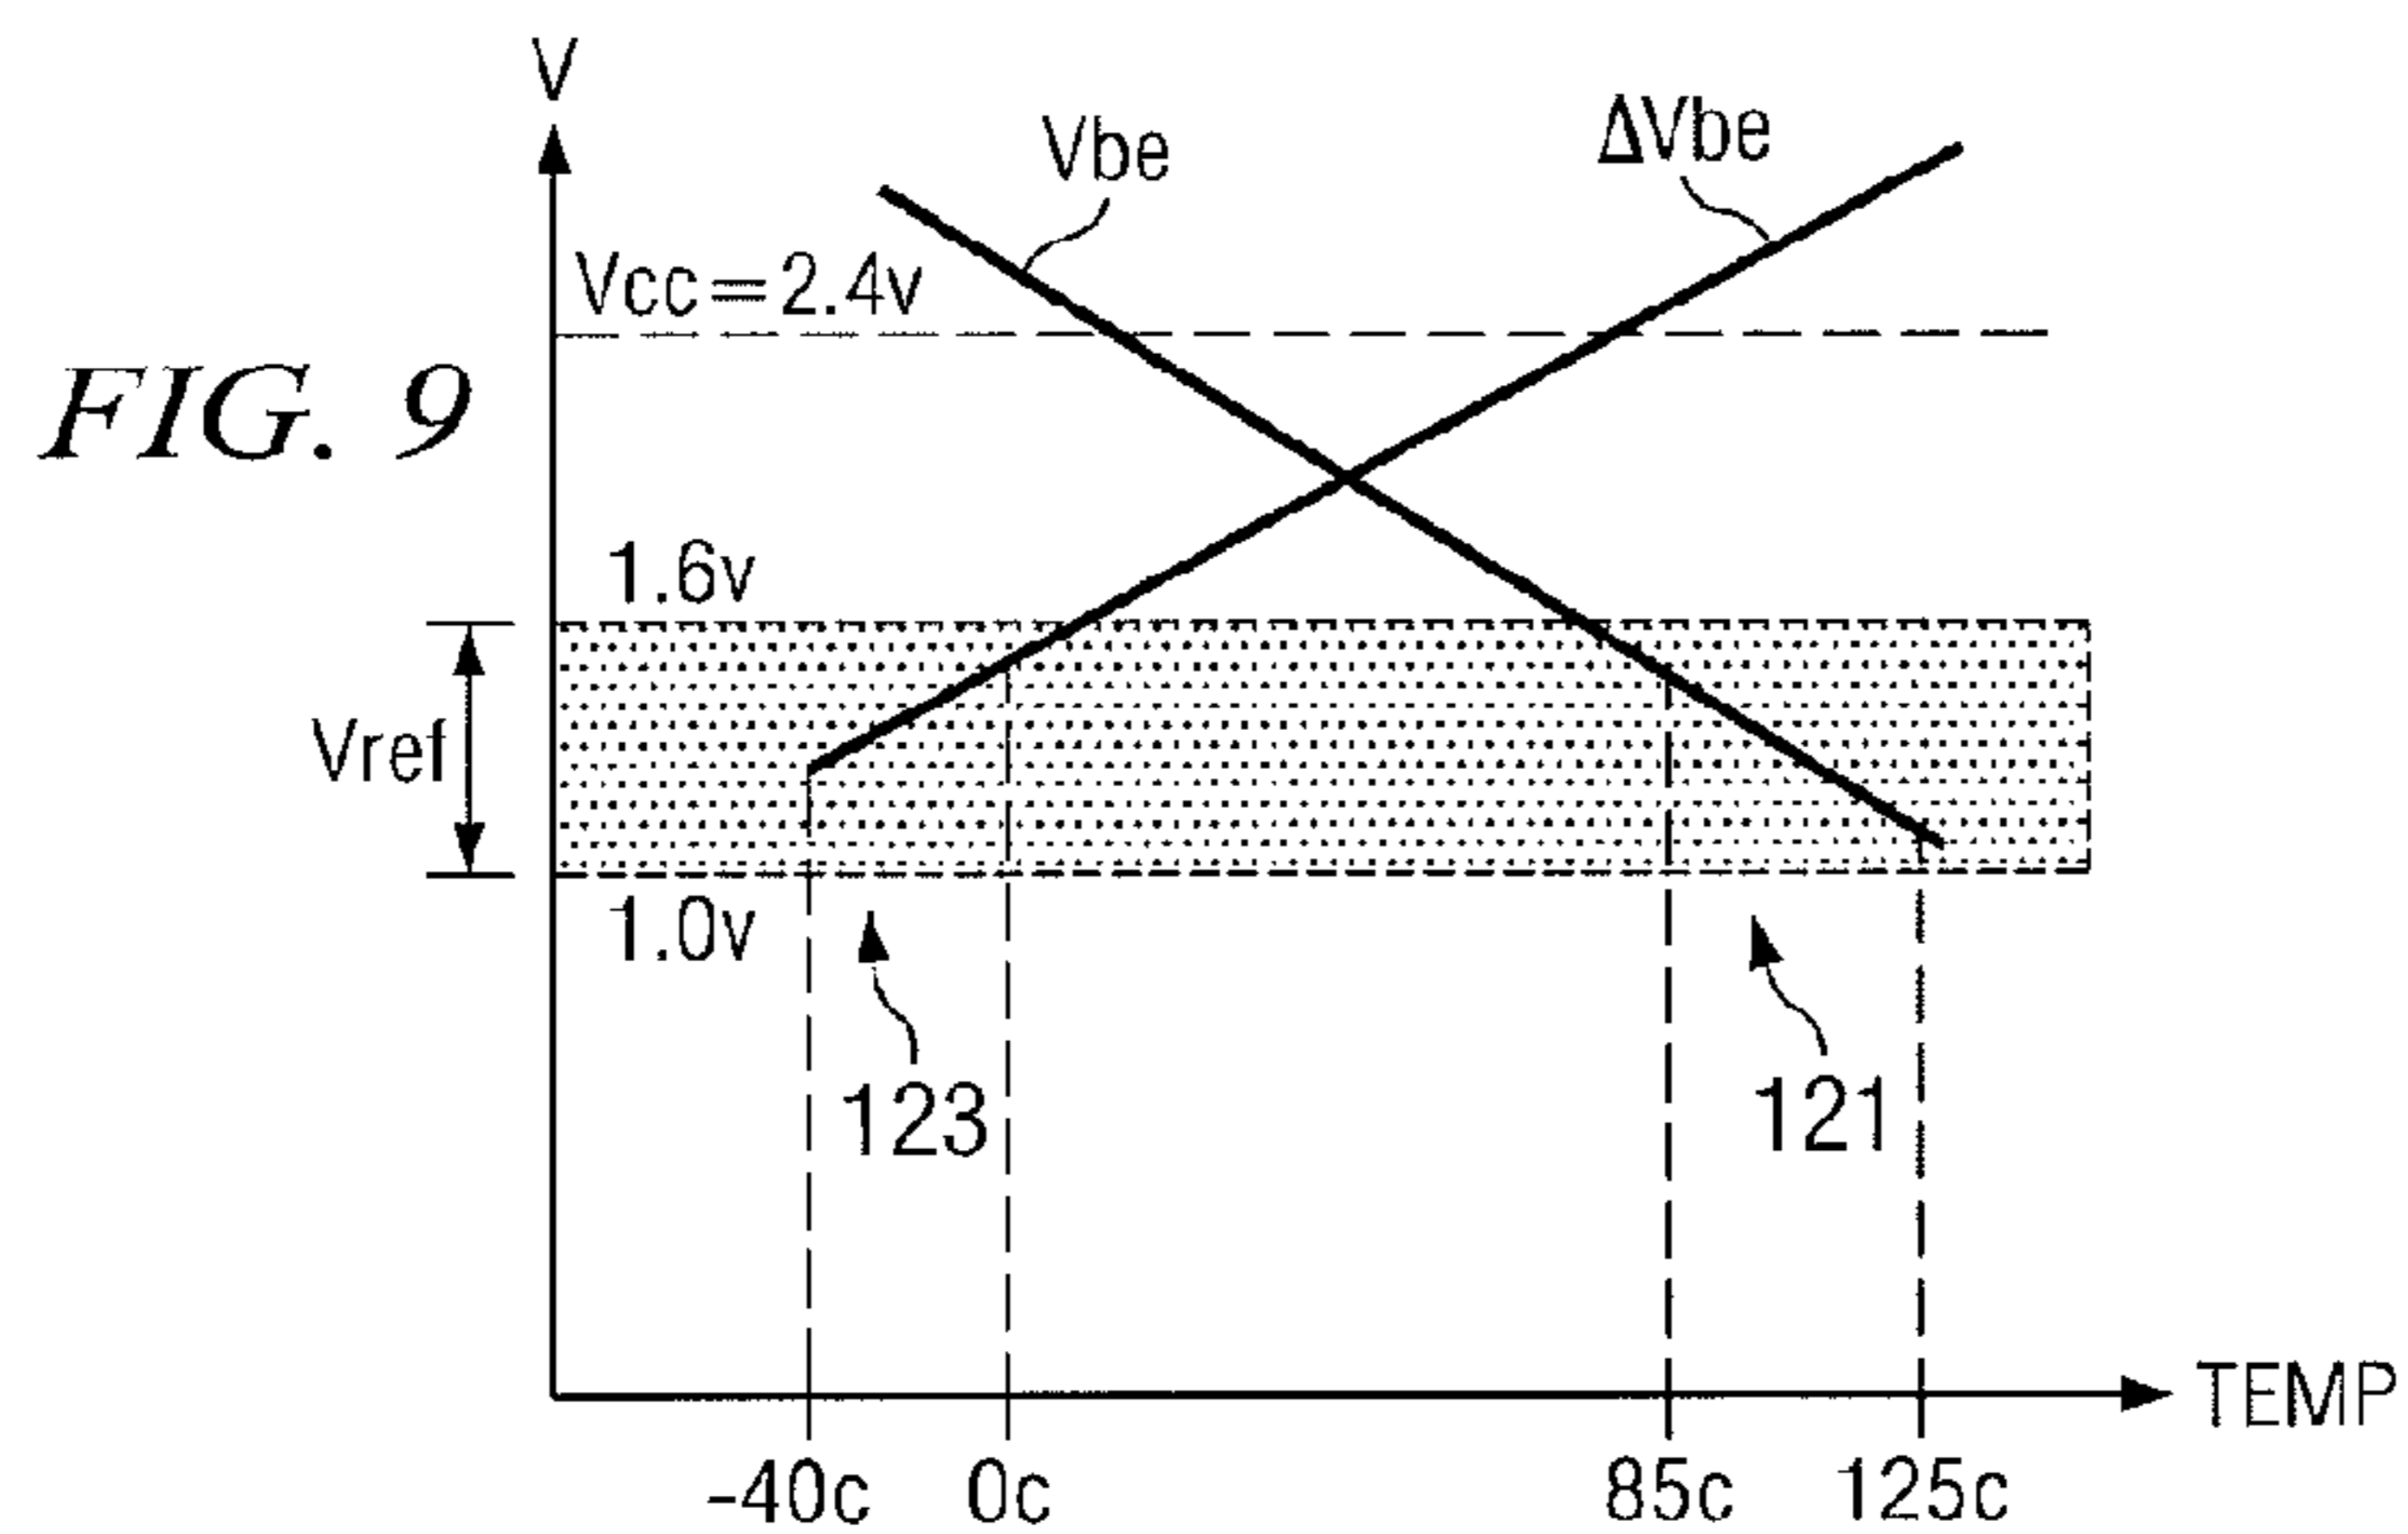 V
Vbe
ΔVbe
Vcc=2.4v
FIG. 9
1.6v
Vref
1.0v
123
121
TEMP
-40c
0c
85c
125c